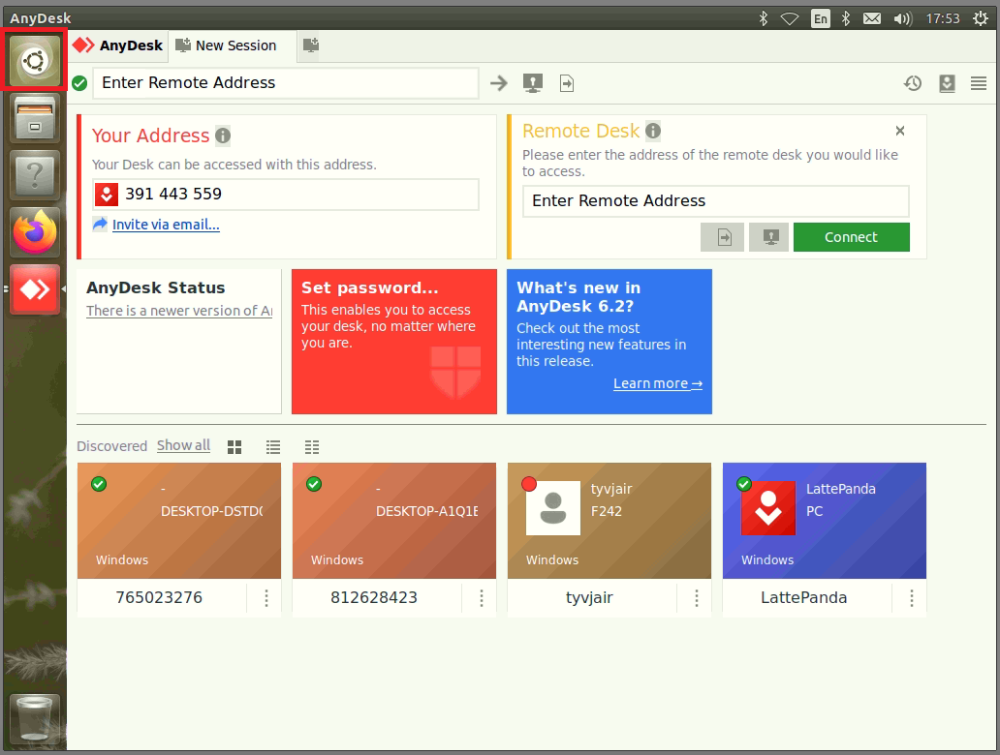 AnyDesk
En
17:53
AnyDesk
New Session
Enter Remote Address
Your Address
Your Desk can be accessed with this address.
391 443 559
Invite via email...
Remote Desk
Please enter the address of the remote desk you would like
to access.
Enter Remote Address
Connect
AnyDesk Status
There is a newer version of
Set password...
This enables you to access
your desk, no matter where
you are.
What's new in
AnyDesk 6.2?
Check out the most
interesting new features in
this release.
Learn more →
Discovered
Show all
-
DESKTOP-DSTD
Windows
765023276
-
DESKTOP-A1Q1
Windows
812628423
tyvjair
F242
Windows
tyvjair
LattePanda
PC
Windows
LattePanda